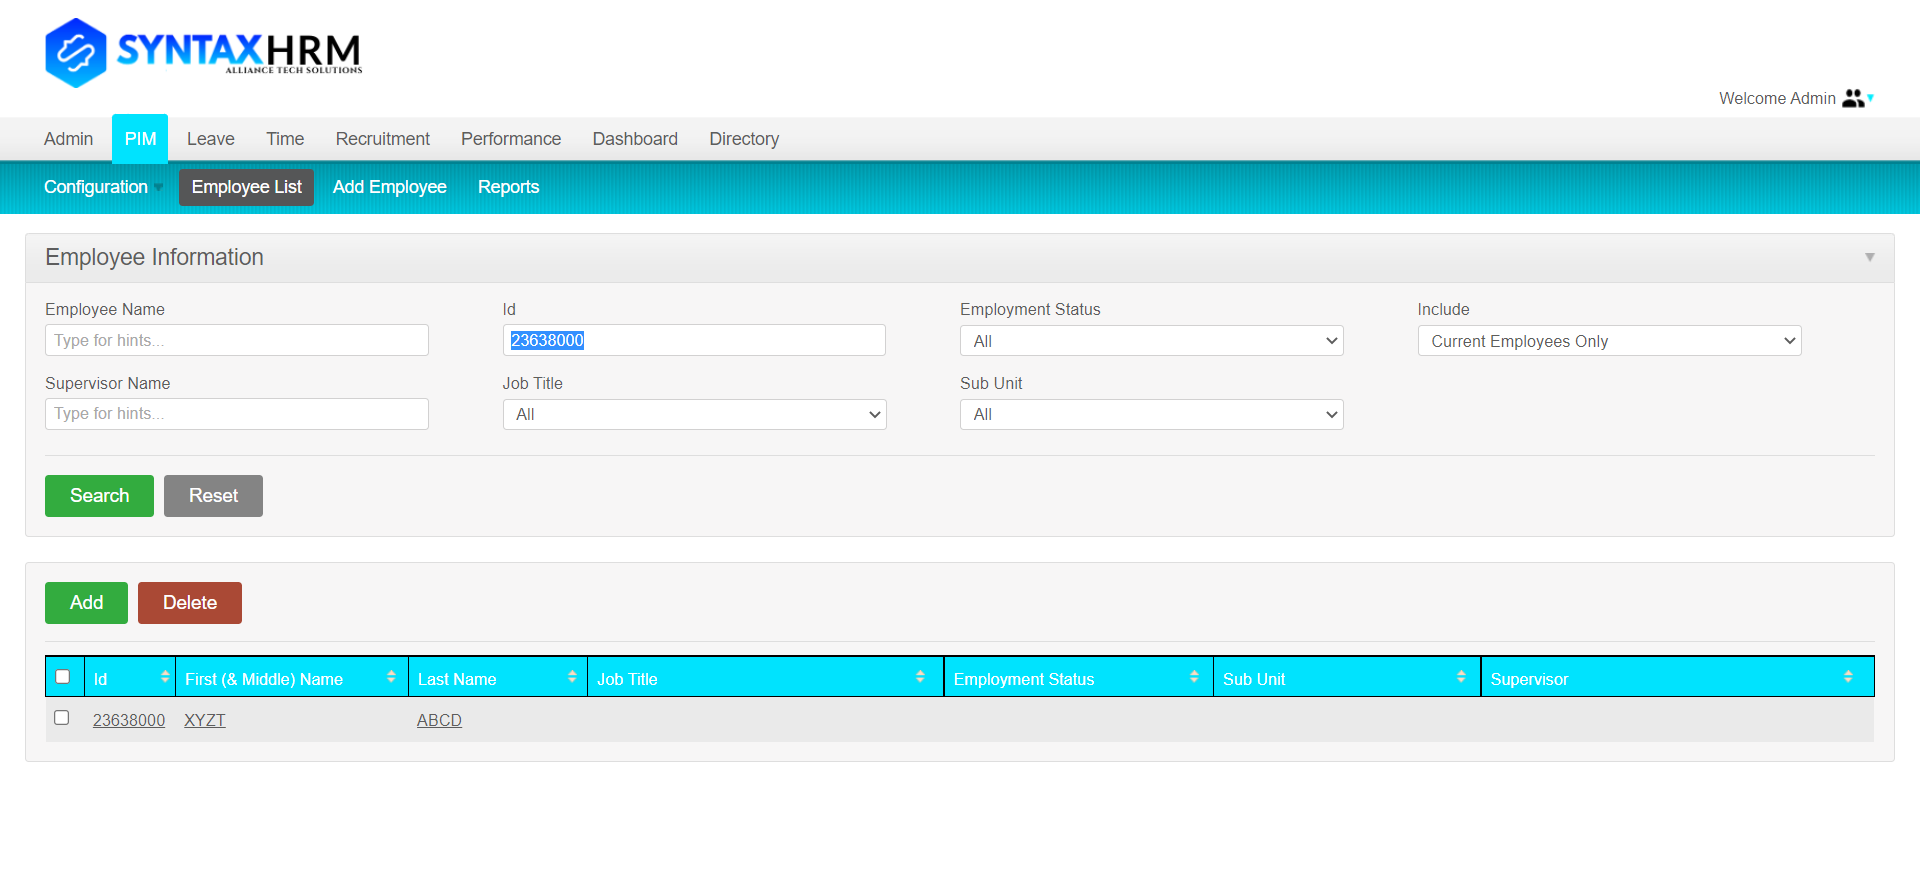 SYNTAXHRM
ALLIANCE TECH SOLUTIONS
Welcome Admin
Admin PIM Leave Time Recruitment Performance Dashboard Directory
Configuration Employee List Add Employee Reports
Employee Information
Employee Name Id Employment Status Include
Type for hints... 23638000 All Current Employees Only
Supervisor Name Job Title Sub Unit
Type for hints... All All
Search Reset
Add Delete
Id First (& Middle) Name Last Name Job Title Employment Status Sub Unit Supervisor
23638000 XYZT ABCD